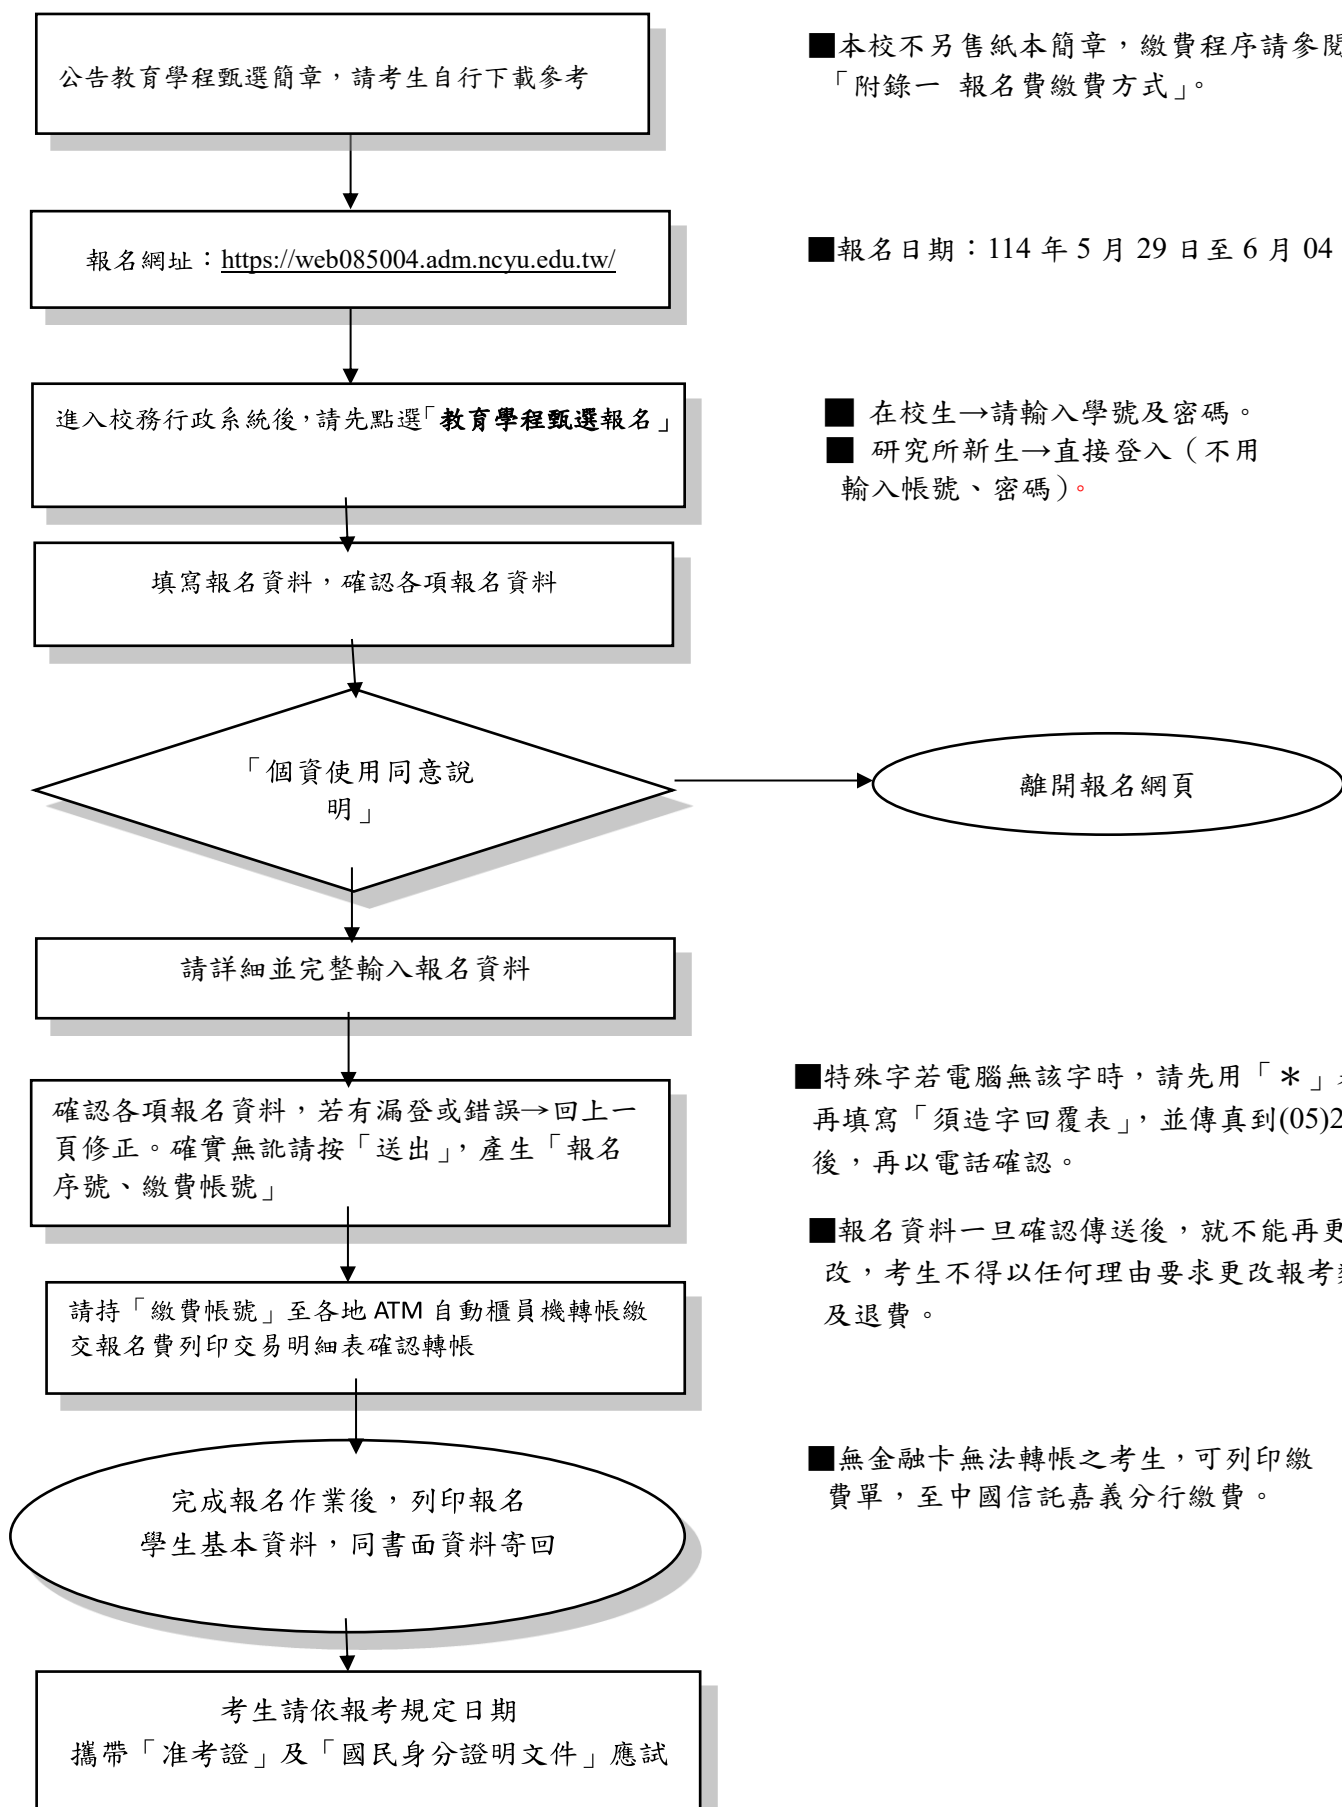 公告教育學程甄選簡章，請考生自行下載參考
■本校不另售紙本簡章，繳費程序請參閱
「附錄一 報名費繳費方式」。
報名網址：https://web085004.adm.ncyu.edu.tw/
■報名日期：114 年 5 月 29 日至 6 月 04
進入校務行政系統後，請先點選「教育學程甄選報名」
■ 在校生→請輸入學號及密碼。
■ 研究所新生→直接登入（不用
輸入帳號、密碼）。
填寫報名資料，確認各項報名資料
「個資使用同意說
明」
離開報名網頁
請詳細並完整輸入報名資料
確認各項報名資料，若有漏登或錯誤→回上一
頁修正。確實無訛請按「送出」，產生「報名
序號、繳費帳號」
■特殊字若電腦無該字時，請先用「＊」
再填寫「須造字回覆表」，並傳真到(05)2
後，再以電話確認。
■報名資料一旦確認傳送後，就不能再更
改，考生不得以任何理由要求更改報考
及退費。
請持「繳費帳號」至各地 ATM 自動櫃員機轉帳繳
交報名費列印交易明細表確認轉帳
■無金融卡無法轉帳之考生，可列印繳
費單，至中國信託嘉義分行繳費。
完成報名作業後，列印報名
學生基本資料，同書面資料寄回
考生請依報考規定日期
攜帶「准考證」及「國民身分證明文件」應試